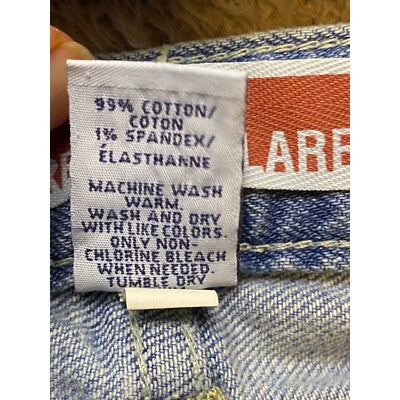 99% COTTON/
COTON
1% SPANDEX/
ÉLASTHANNE
MACHINE WASH
WARM.
WASH AND DRY
WITH LIKE COLORS.
ONLY NON-
CHLORINE BLEACH
WHEN NEEDED.
TUMBLE DRY
LARE